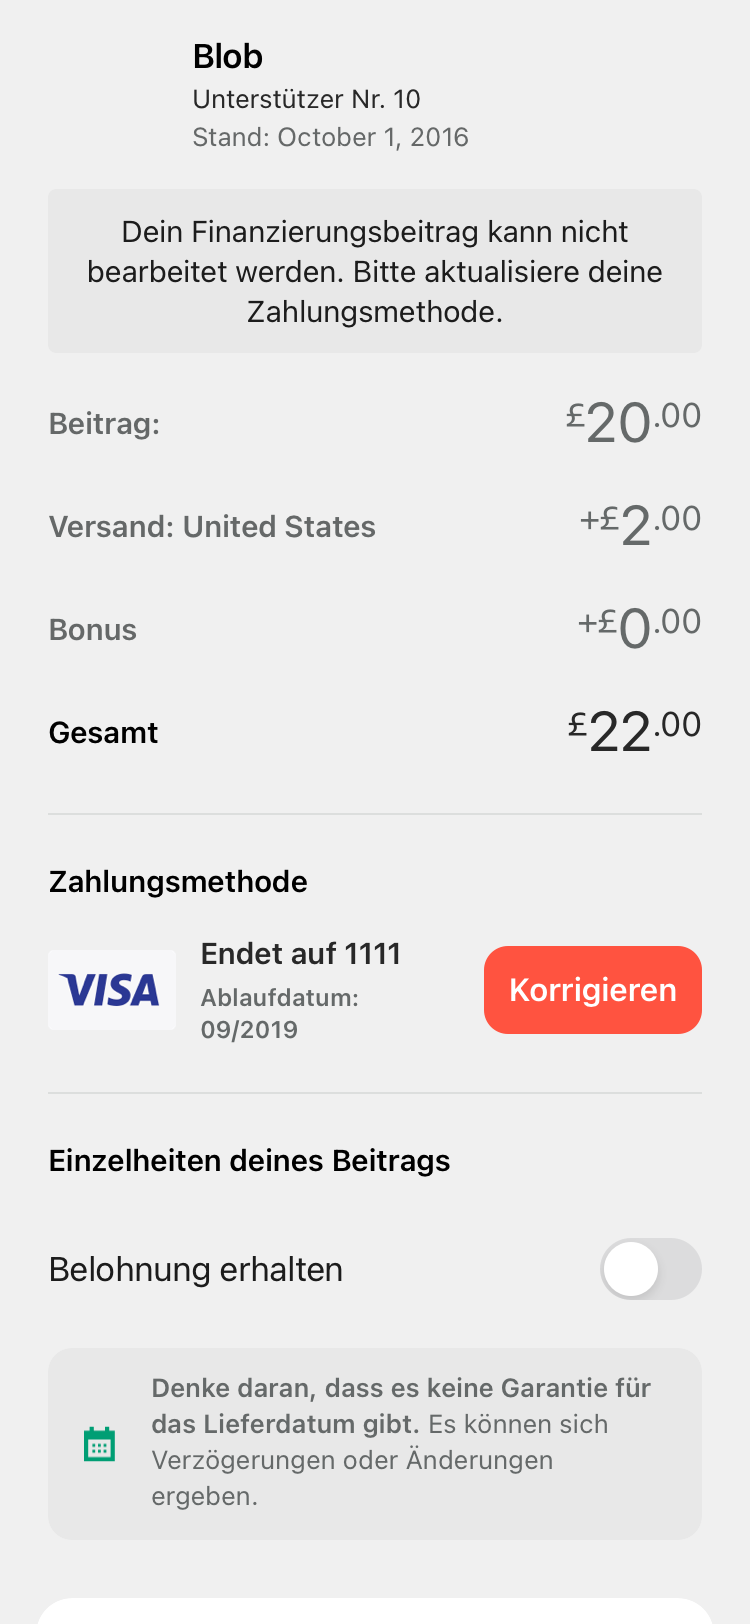 Blob
Unterstützer Nr. 10
Stand: October 1, 2016
Dein Finanzierungsbeitrag kann nicht
bearbeitet werden. Bitte aktualisiere deine
Zahlungsmethode.
Beitrag: £20.00
Versand: United States +£2.00
Bonus +£0.00
Gesamt £22.00
Zahlungsmethode
VISA
Endet auf 1111
Ablaufdatum:
09/2019
Korrigieren
Einzelheiten deines Beitrags
Belohnung erhalten
Denke daran, dass es keine Garantie für
das Lieferdatum gibt. Es können sich
Verzögerungen oder Änderungen
ergeben.